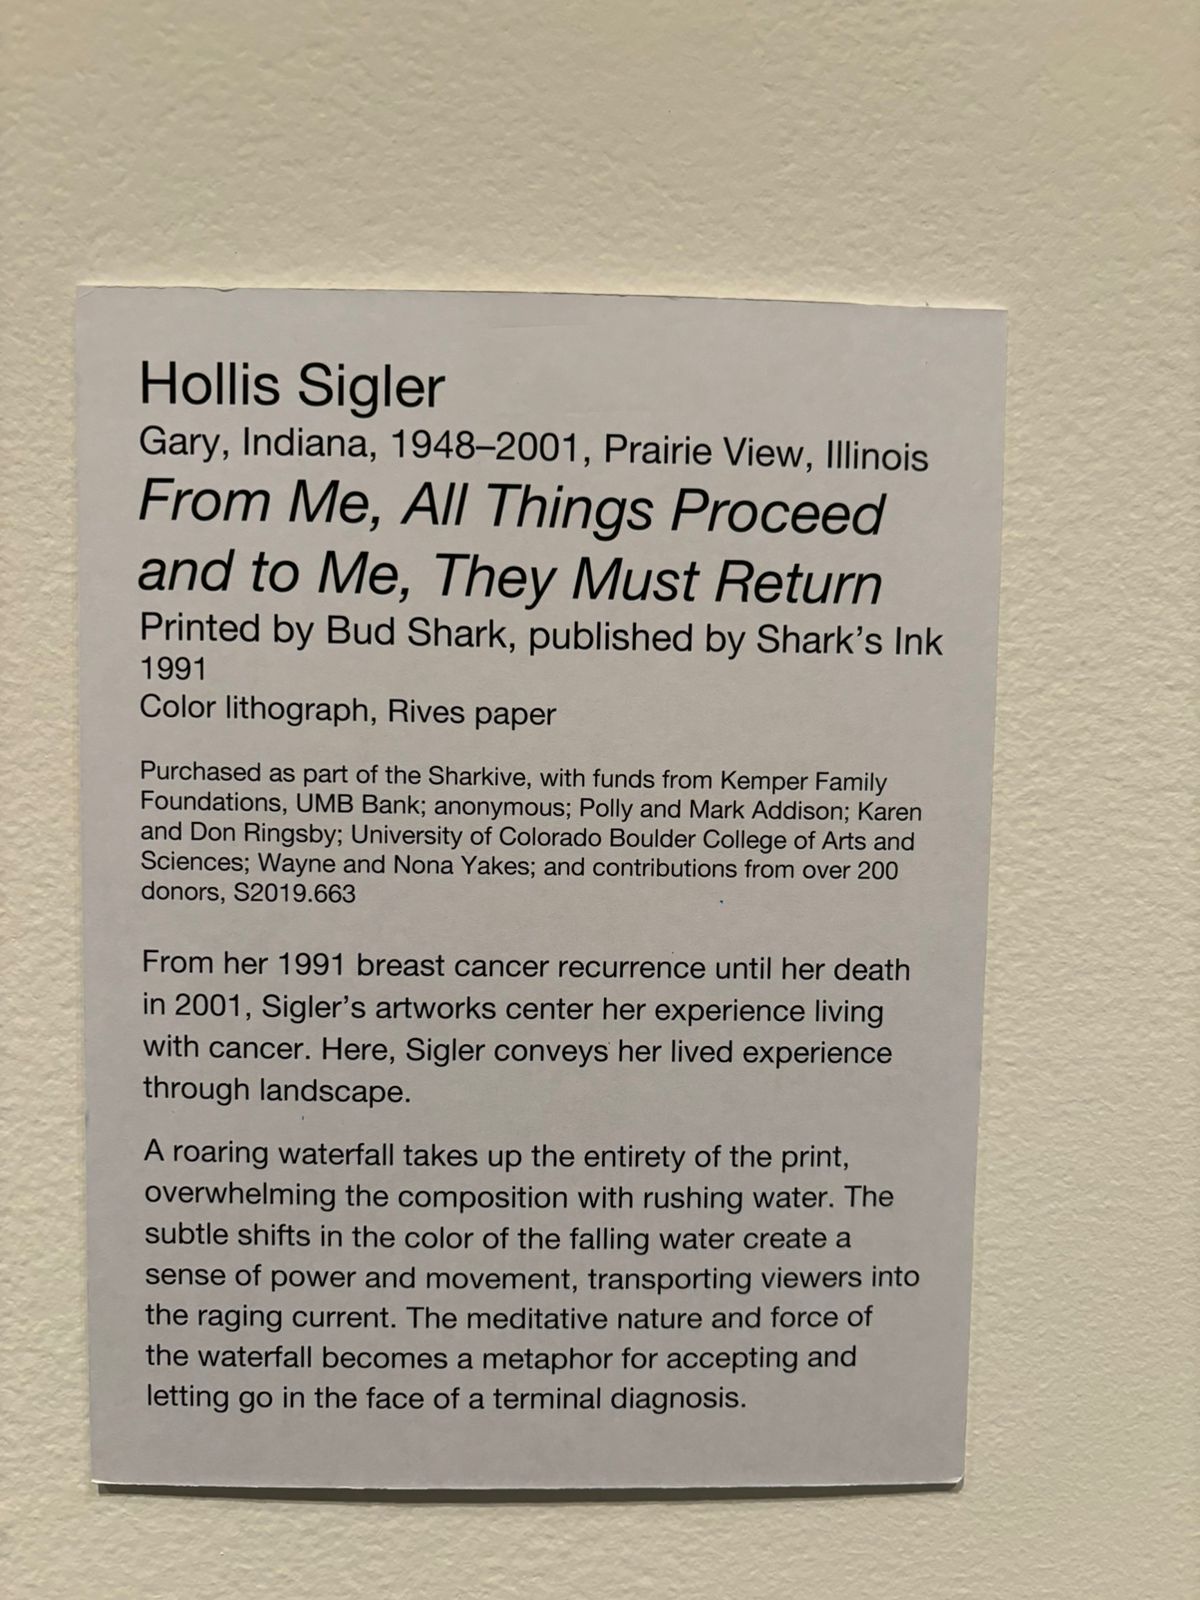 Hollis Sigler
Gary, Indiana, 1948–2001, Prairie View, Illinois
From Me, All Things Proceed
and to Me, They Must Return
Printed by Bud Shark, published by Shark's Ink
1991
Color lithograph, Rives paper
Purchased as part of the Sharkive, with funds from Kemper Family
Foundations, UMB Bank; anonymous; Polly and Mark Addison; Karen
and Don Ringsby; University of Colorado Boulder College of Arts and
Sciences; Wayne and Nona Yakes; and contributions from over 200
donors, S2019.663
From her 1991 breast cancer recurrence until her death
in 2001, Sigler's artworks center her experience living
with cancer. Here, Sigler conveys her lived experience
through landscape.
A roaring waterfall takes up the entirety of the print,
overwhelming the composition with rushing water. The
subtle shifts in the color of the falling water create a
sense of power and movement, transporting viewers into
the raging current. The meditative nature and force of
the waterfall becomes a metaphor for accepting and
letting go in the face of a terminal diagnosis.